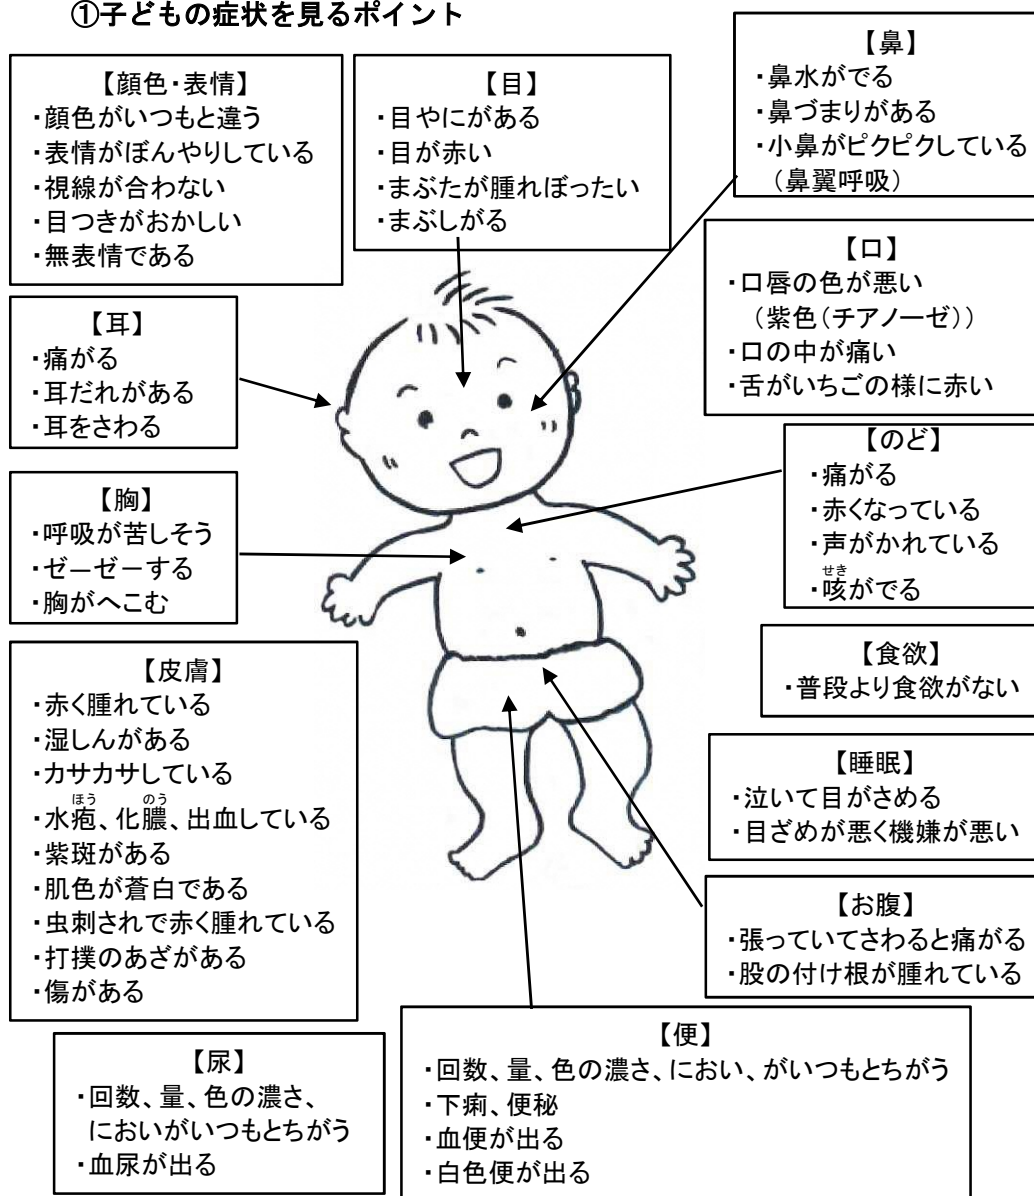 ①子どもの症状を見るポイント
【顔色・表情】
・顔色がいつもと違う
・表情がぼんやりしている
・視線が合わない
・目つきがおかしい
・無表情である
【目】
・目やにがある
・目が赤い
・まぶたが腫れぼったい
・まぶしがる
【鼻】
・鼻水がでる
・鼻づまりがある
・小鼻がピクピクしている
（鼻翼呼吸）
【耳】
・痛がる
・耳だれがある
・耳をさわる
【口】
・口唇の色が悪い
（紫色（チアノーゼ））
・口の中が痛い
・舌がいちごの様に赤い
【胸】
・呼吸が苦しそう
・ゼーゼーする
・胸がへこむ
【のど】
・痛がる
・赤くなっている
・声がかれている
せき
・咳がでる
【皮膚】
・赤く腫れている
・湿しんがある
・カサカサしている
ほう のう
・水疱、化膿、出血している
・紫斑がある
・肌色が蒼白である
・虫刺されで赤く腫れている
・打撲のあざがある
・傷がある
【食欲】
・普段より食欲がない
【睡眠】
・泣いて目がさめる
・目ざめが悪く機嫌が悪い
【お腹】
・張っていてさわると痛がる
・股の付け根が腫れている
【尿】
・回数、量、色の濃さ、
においがいつもとちがう
・血尿が出る
【便】
・回数、量、色の濃さ、におい、がいつもとちがう
・下痢、便秘
・血便が出る
・白色便が出る